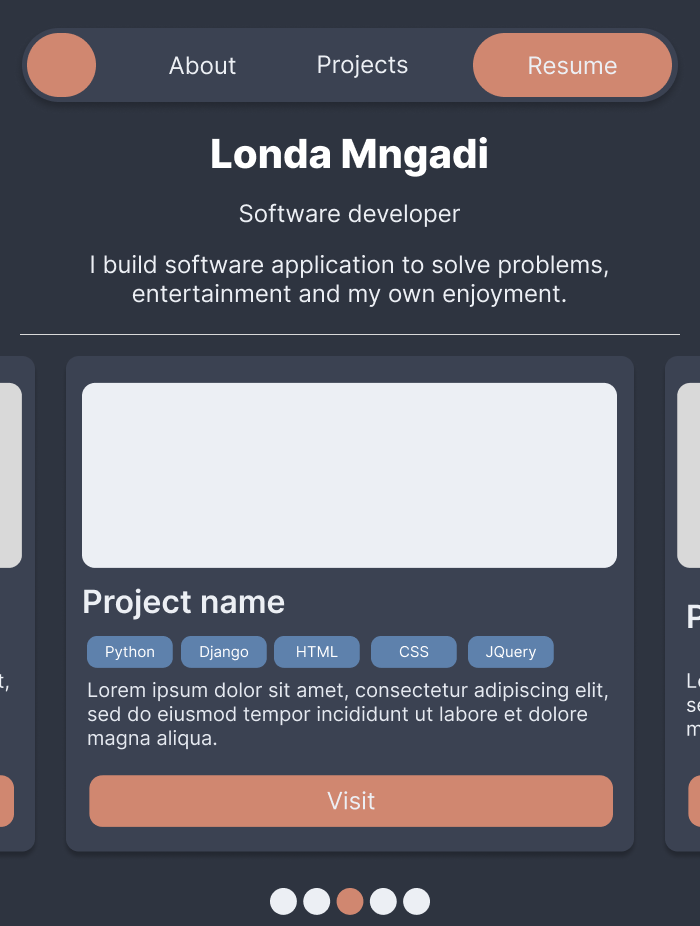 About
Projects
Resume
Londa Mngadi
Software developer
I build software application to solve problems,
entertainment and my own enjoyment.
Project name
Python
Django
HTML
CSS
JQuery
Lorem ipsum dolor sit amet, consectetur adipiscing elit,
sed do eiusmod tempor incididunt ut labore et dolore
magna aliqua.
Visit